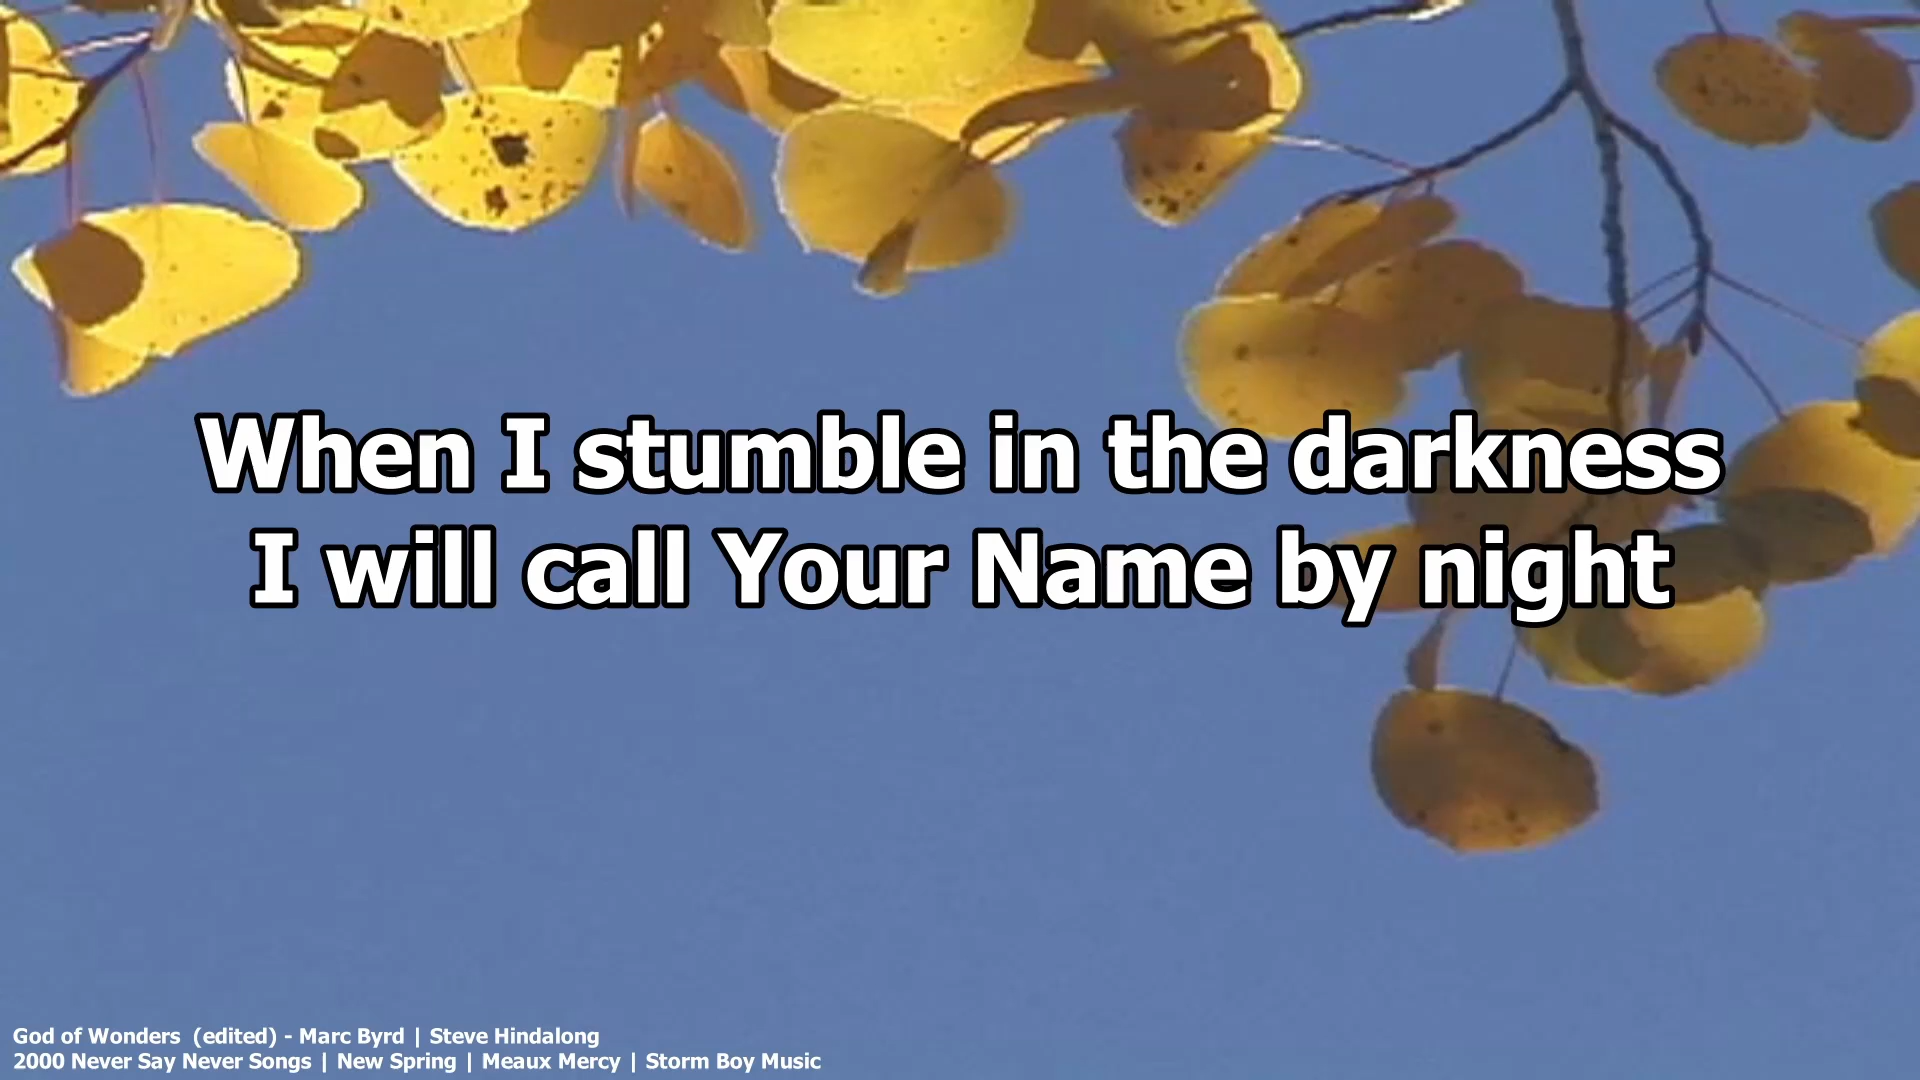 When I stumble in the darkness
I will call Your Name by night
God of Wonders  (edited) - Marc Byrd | Steve Hindalong
2000 Never Say Never Songs | New Spring | Meaux Mercy | Storm Boy Music